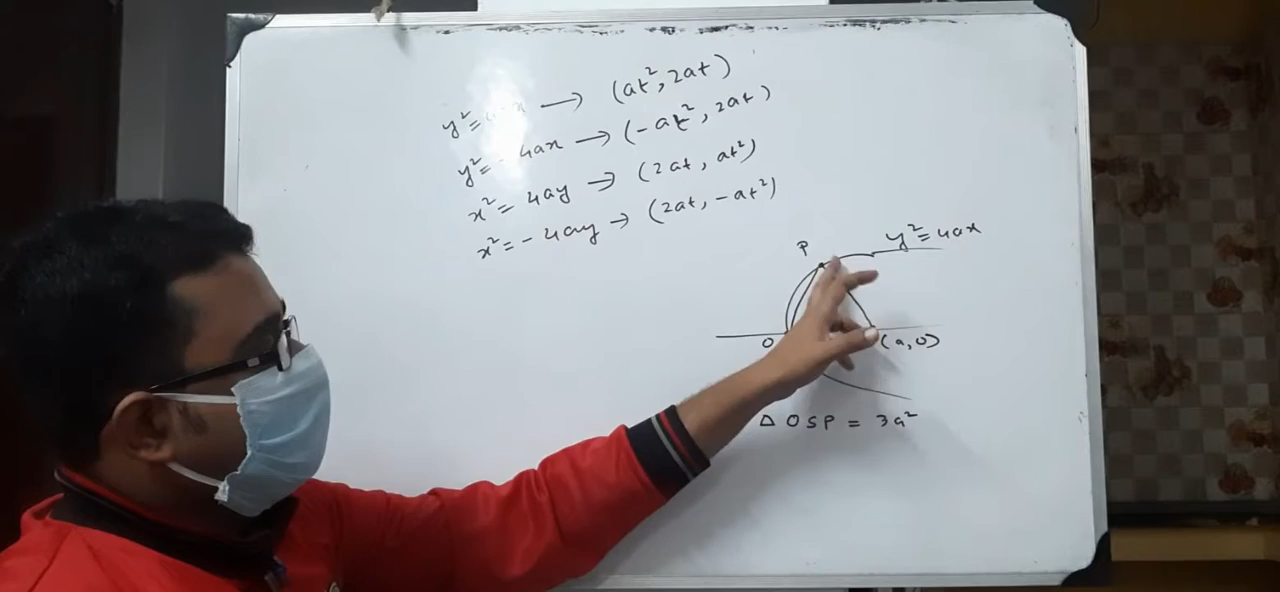 y² = 4ax → (at², 2at)
y² = - 4ax → (-at², 2at)
x² = 4ay → (2at, at²)
x² = - 4ay → (2at, -at²)
P
y² = 4ax
O
(a, 0)
Δ OSP = 3a²